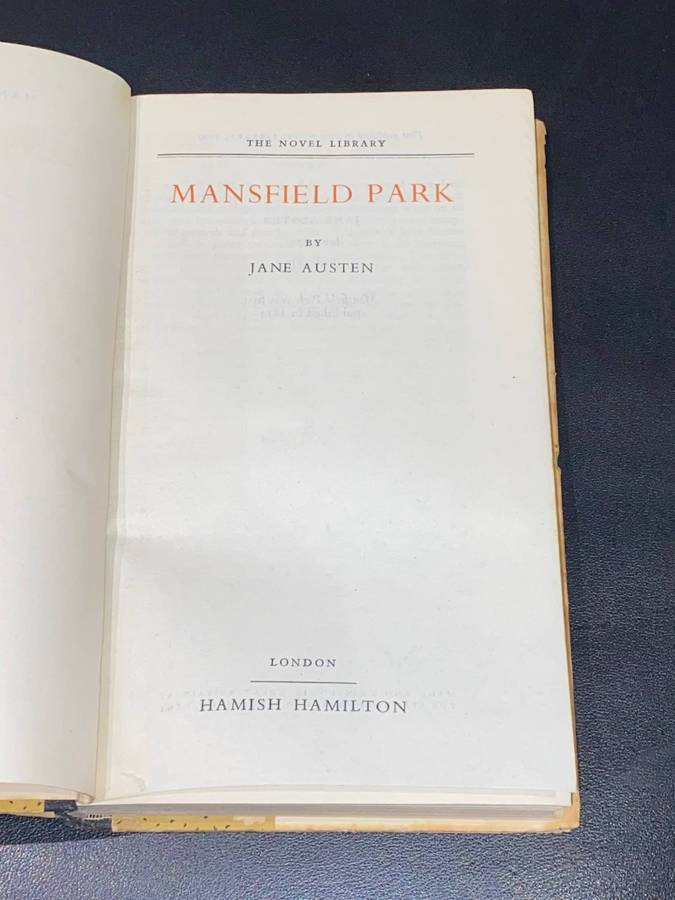 THE NOVEL LIBRARY
MANSFIELD PARK
BY
JANE AUSTEN
LONDON
HAMISH HAMILTON